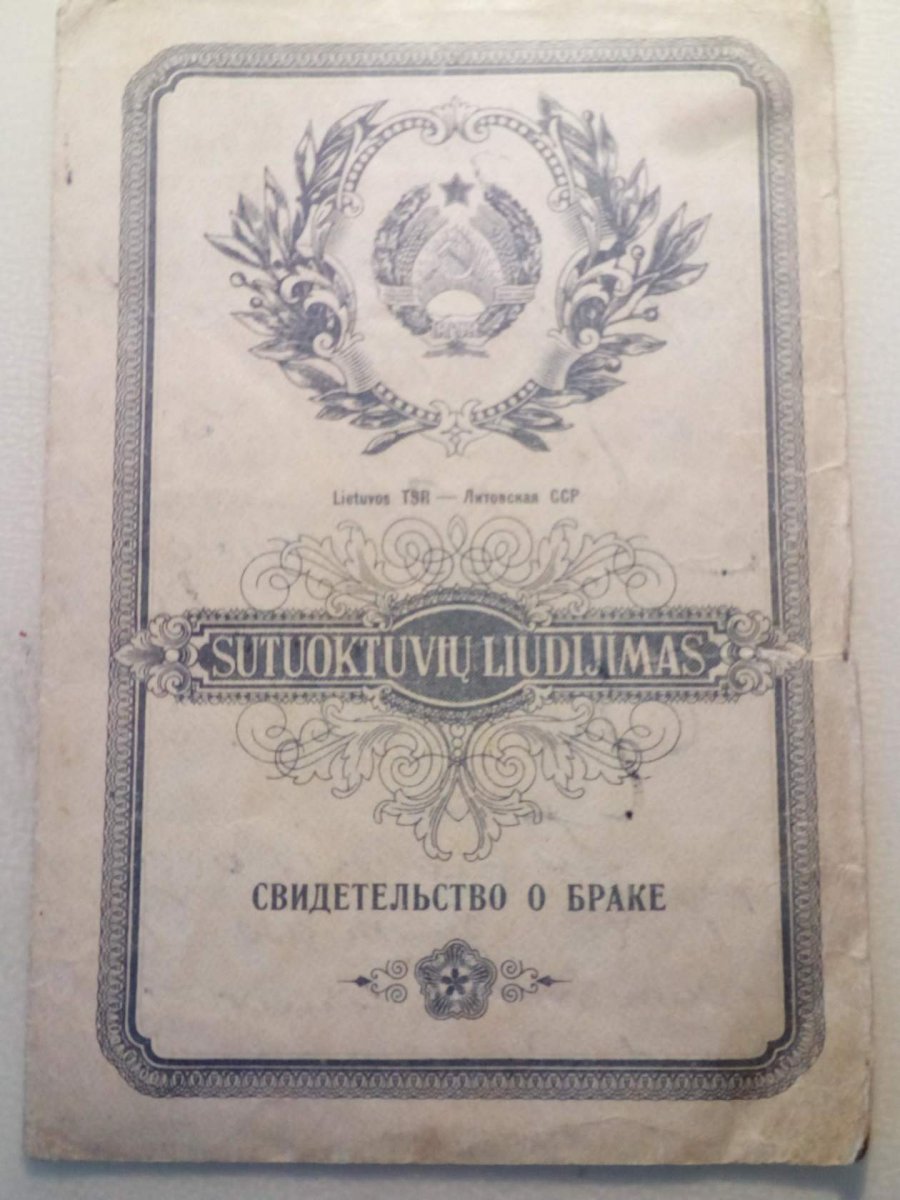 Lietuvos TSR — Литовская ССР
SUTUOKTUVIŲ LIUDIJIMAS
СВИДЕТЕЛЬСТВО О БРАКЕ